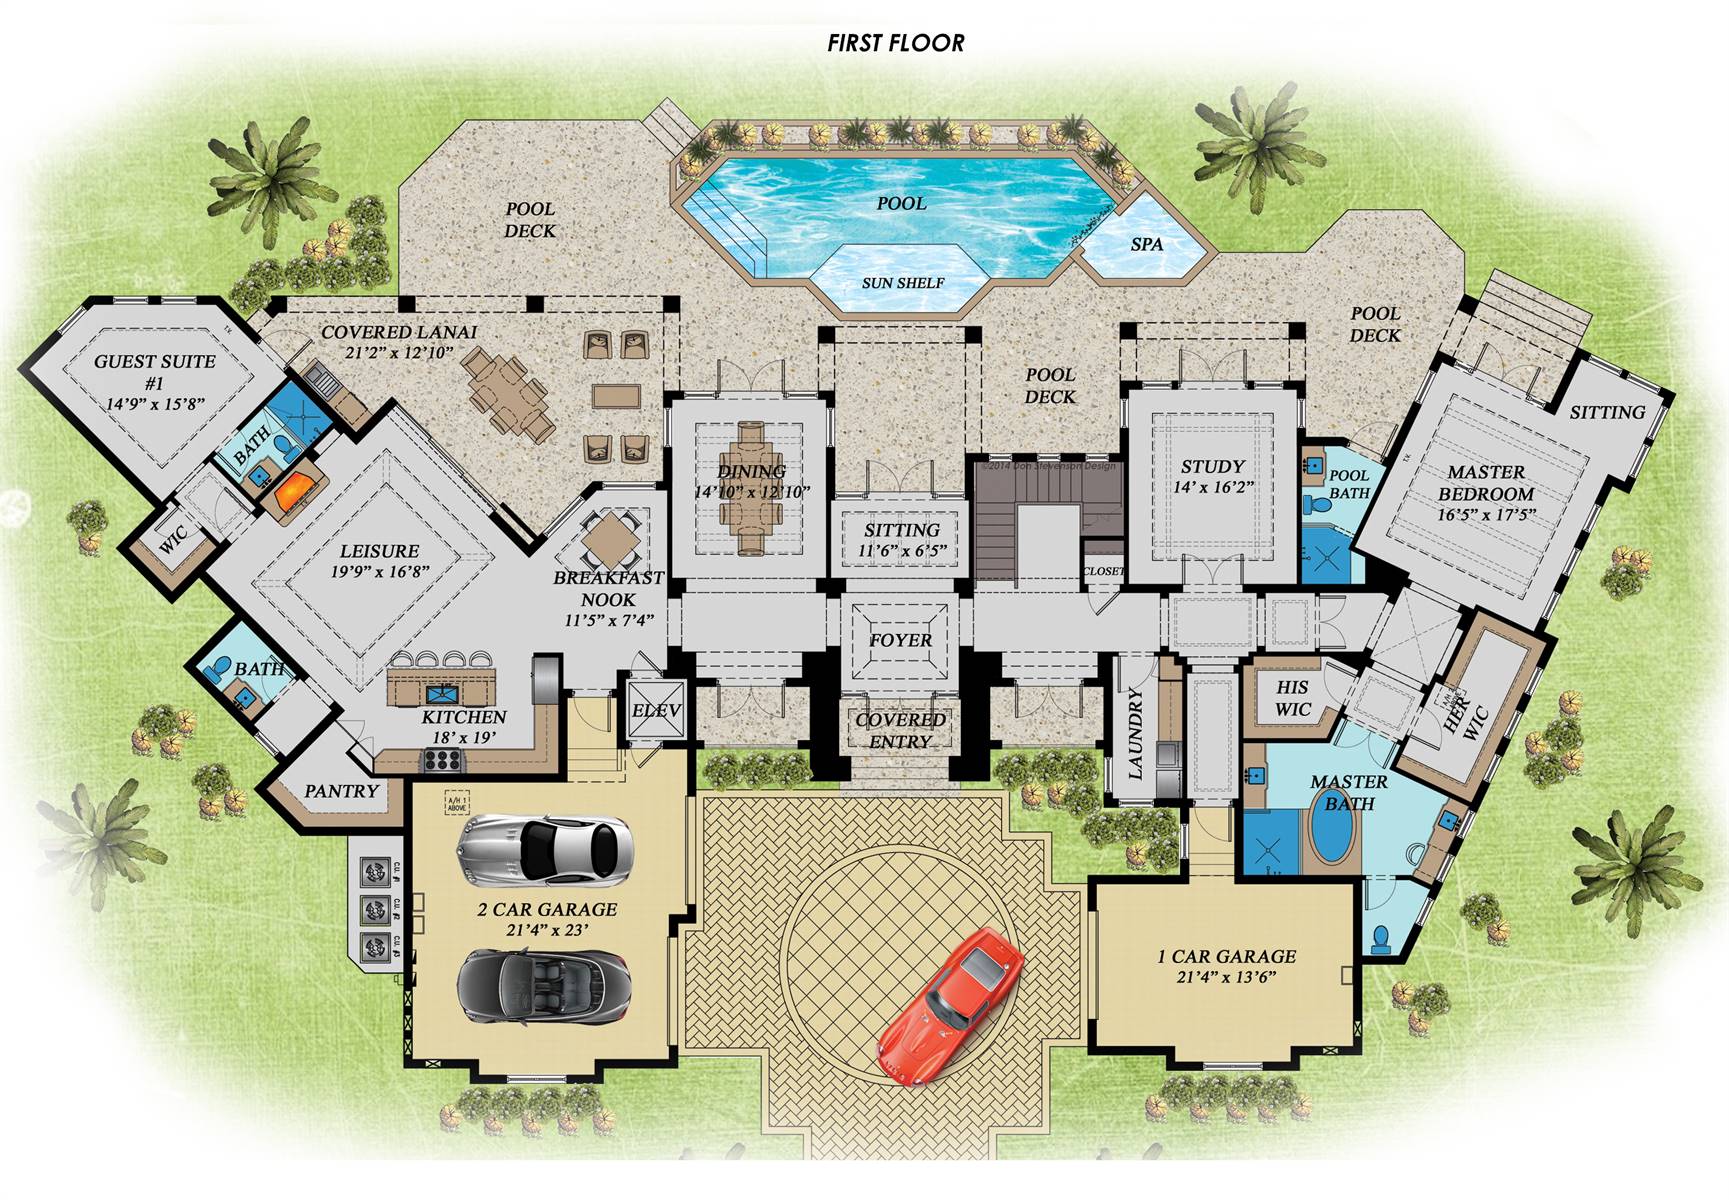 FIRST FLOOR
POOL
DECK
POOL
SPA
SUN SHELF
COVERED LANAI
21'2" x 12'10"
POOL
DECK
GUEST SUITE
#1
14'9" x 15'8"
POOL
DECK
SITTING
BATH
©2014 Don Stevenson Design
DINING
14'10" x 12'10"
STUDY
14' x 16'2"
POOL
BATH
MASTER
BEDROOM
16'5" x 17'5"
WIC
LEISURE
19'9" x 16'8"
SITTING
11'6" x 6'5"
BREAKFAST
NOOK
11'5" x 7'4"
CLOSET
FOYER
BATH
KITCHEN
18' x 19'
ELEV
COVERED
ENTRY
LAUNDRY
HIS
WIC
HER
WIC
PANTRY
A/H 1
ABOVE
MASTER
BATH
C.U. #1
C.U. #2
C.U. #3
2 CAR GARAGE
21'4" x 23'
1 CAR GARAGE
21'4" x 13'6"